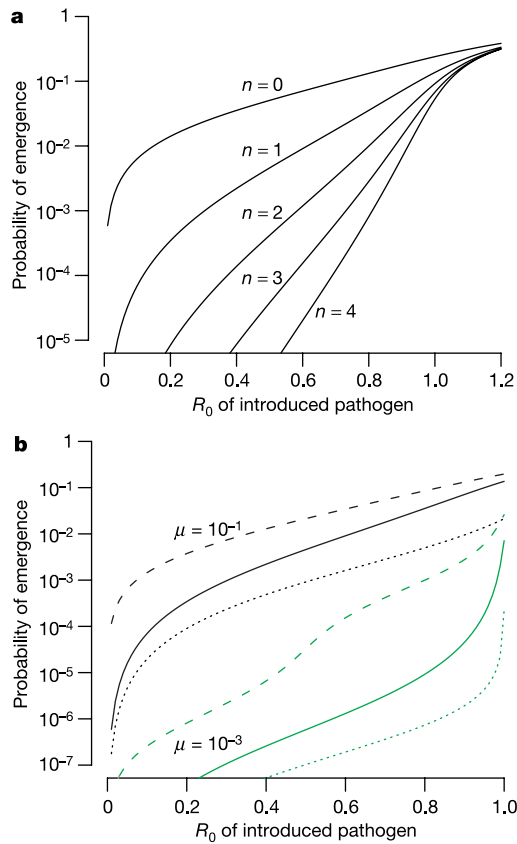 a
1
10⁻¹
10⁻²
10⁻³
10⁻⁴
10⁻⁵
Probability of emergence
n = 0
n = 1
n = 2
n = 3
n = 4
0 0.2 0.4 0.6 0.8 1.0 1.2
R₀ of introduced pathogen
b
1
10⁻¹
10⁻²
10⁻³
10⁻⁴
10⁻⁵
10⁻⁶
10⁻⁷
Probability of emergence
μ = 10⁻¹
μ = 10⁻³
0 0.2 0.4 0.6 0.8 1.0
R₀ of introduced pathogen